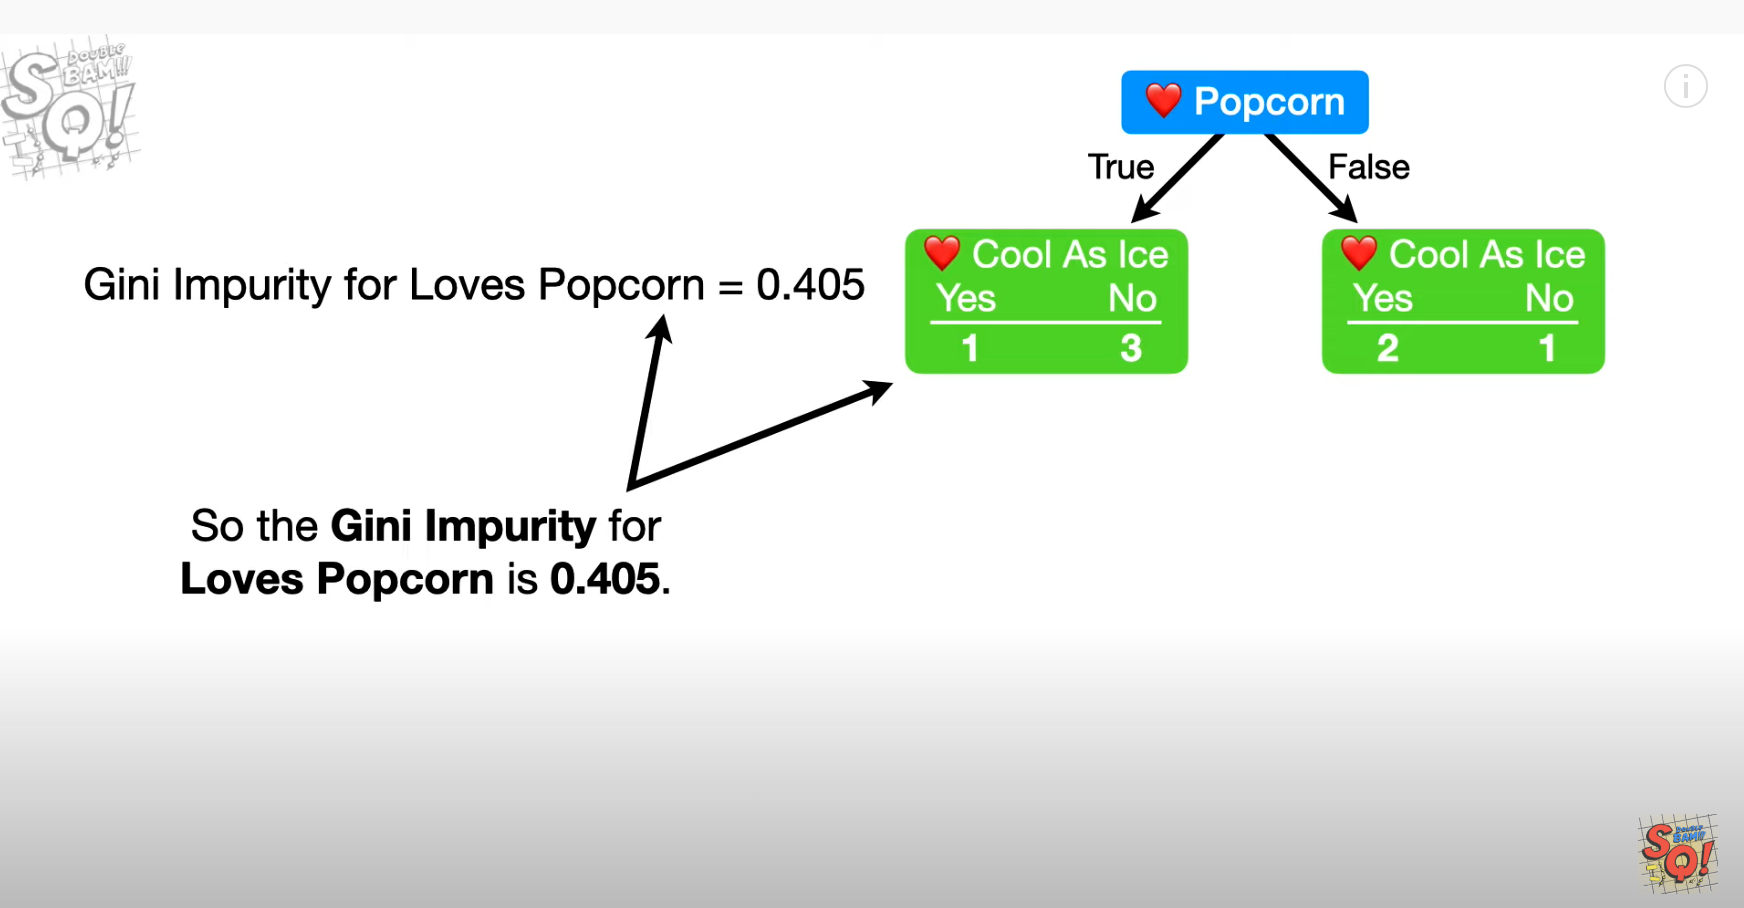 DOUBLE
BAM!!!
SQ!
❤️ Popcorn
True
False
Gini Impurity for Loves Popcorn = 0.405
❤️ Cool As Ice
Yes No
1 3
❤️ Cool As Ice
Yes No
2 1
So the Gini Impurity for
Loves Popcorn is 0.405.
DOUBLE
BAM!!!
SQ!